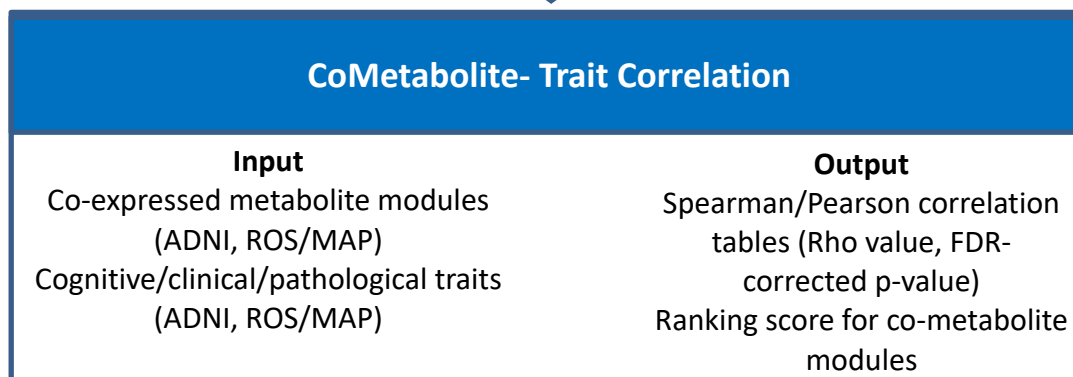 CoMetabolite- Trait Correlation
Input
Co-expressed metabolite modules
(ADNI, ROS/MAP)
Cognitive/clinical/pathological traits
(ADNI, ROS/MAP)
Output
Spearman/Pearson correlation
tables (Rho value, FDR-
corrected p-value)
Ranking score for co-metabolite
modules